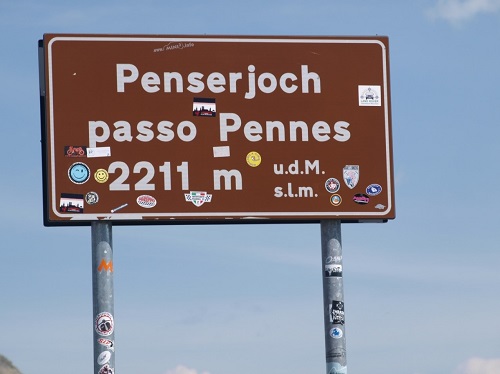 Penserjoch
passo Pennes
2211 m
u.d.M.
s.l.m.